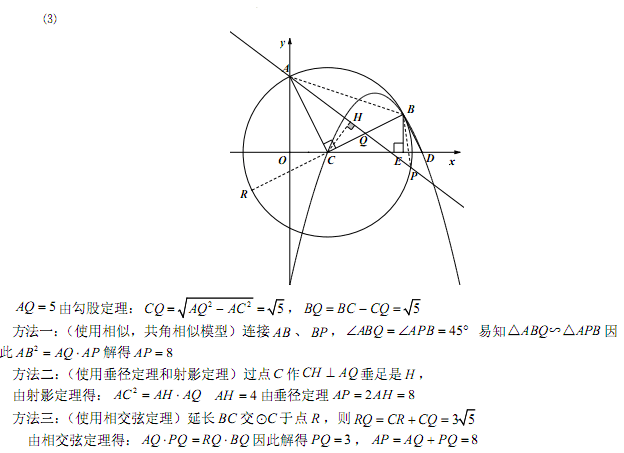 (3)
y
A
B
H
Q
O
C
E
D
x
P
R
AQ = 5 由勾股定理：CQ = √(AQ² − AC²) = √5 ，BQ = BC − CQ = √5
方法一：（使用相似，共角相似模型）连接 AB 、 BP ，∠ABQ = ∠APB = 45° 易知 △ABQ∽△APB 因
此 AB² = AQ · AP 解得 AP = 8
方法二：（使用垂径定理和射影定理）过点 C 作 CH ⊥ AQ 垂足是 H ，
由射影定理得：AC² = AH · AQ AH = 4 由垂径定理 AP = 2AH = 8
方法三：（使用相交弦定理）延长 BC 交 ⊙C 于点 R ，则 RQ = CR + CQ = 3√5
由相交弦定理得：AQ · PQ = RQ · BQ 因此解得 PQ = 3 ，AP = AQ + PQ = 8